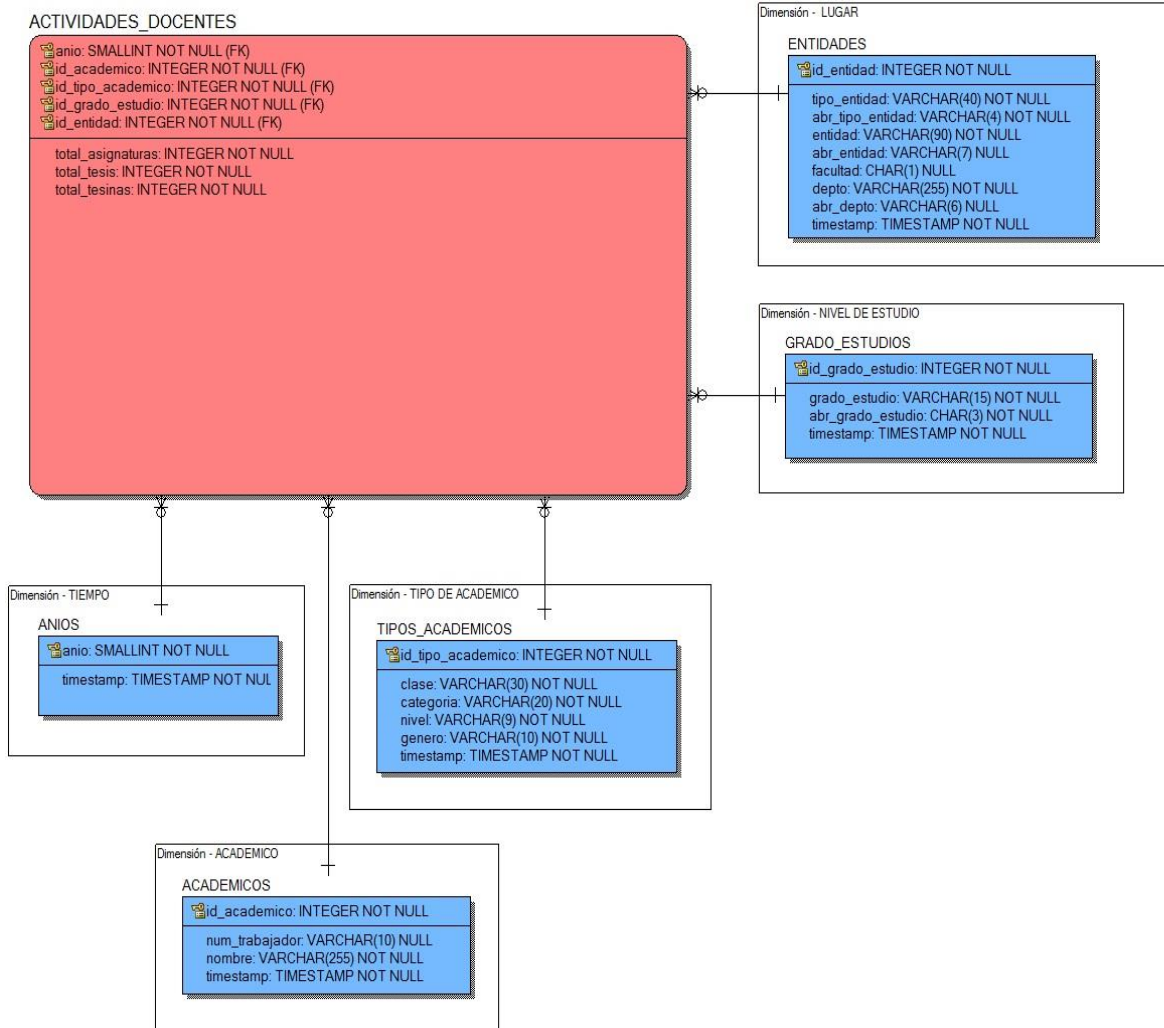 ACTIVIDADES_DOCENTES
anio: SMALLINT NOT NULL (FK)
id_academico: INTEGER NOT NULL (FK)
id_tipo_academico: INTEGER NOT NULL (FK)
id_grado_estudio: INTEGER NOT NULL (FK)
id_entidad: INTEGER NOT NULL (FK)
total_asignaturas: INTEGER NOT NULL
total_tesis: INTEGER NOT NULL
total_tesinas: INTEGER NOT NULL
Dimensión - LUGAR
ENTIDADES
id_entidad: INTEGER NOT NULL
tipo_entidad: VARCHAR(40) NOT NULL
abr_tipo_entidad: VARCHAR(4) NOT NULL
entidad: VARCHAR(90) NOT NULL
abr_entidad: VARCHAR(7) NULL
facultad: CHAR(1) NULL
depto: VARCHAR(255) NOT NULL
abr_depto: VARCHAR(6) NULL
timestamp: TIMESTAMP NOT NULL
Dimensión - NIVEL DE ESTUDIO
GRADO_ESTUDIOS
id_grado_estudio: INTEGER NOT NULL
grado_estudio: VARCHAR(15) NOT NULL
abr_grado_estudio: CHAR(3) NOT NULL
timestamp: TIMESTAMP NOT NULL
Dimensión - TIEMPO
ANIOS
anio: SMALLINT NOT NULL
timestamp: TIMESTAMP NOT NUL
Dimensión - TIPO DE ACADEMICO
TIPOS_ACADEMICOS
id_tipo_academico: INTEGER NOT NULL
clase: VARCHAR(30) NOT NULL
categoria: VARCHAR(20) NOT NULL
nivel: VARCHAR(9) NOT NULL
genero: VARCHAR(10) NOT NULL
timestamp: TIMESTAMP NOT NULL
Dimensión - ACADEMICO
ACADEMICOS
id_academico: INTEGER NOT NULL
num_trabajador: VARCHAR(10) NULL
nombre: VARCHAR(255) NOT NULL
timestamp: TIMESTAMP NOT NULL